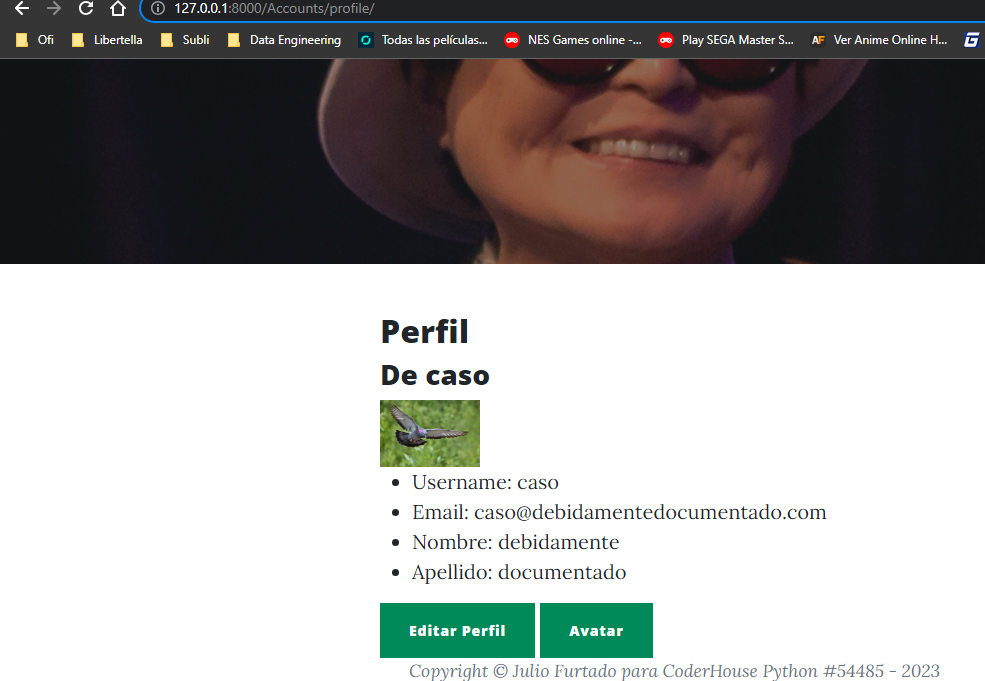 127.0.0.1:8000/Accounts/profile/
Ofi Libertella Subli Data Engineering Todas las películas... NES Games online -... Play SEGA Master S... AF Ver Anime Online H... G
Perfil
De caso
Username: caso
Email: caso@debidamentedocumentado.com
Nombre: debidamente
Apellido: documentado
Editar Perfil Avatar
Copyright © Julio Furtado para CoderHouse Python #54485 - 2023